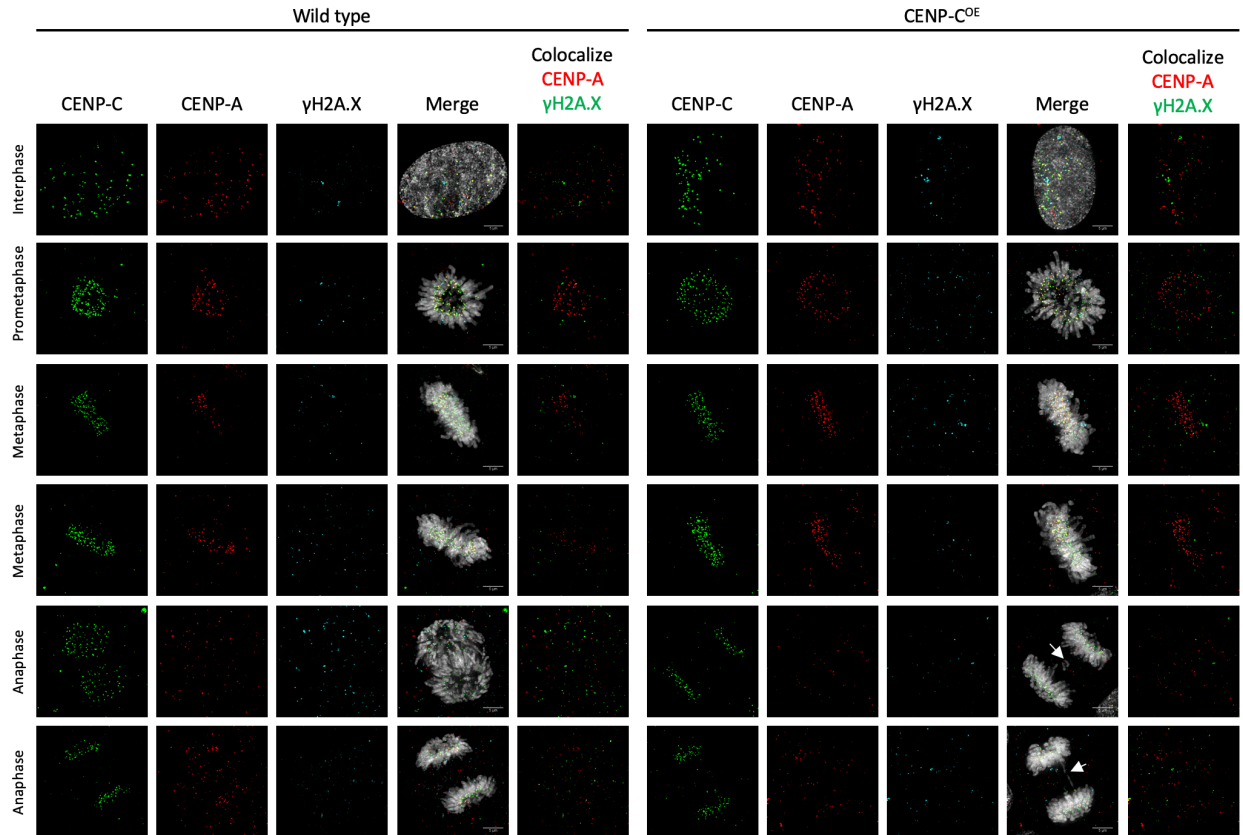 Wild type
CENP-C^OE
Colocalize
Colocalize
CENP-C CENP-A γH2A.X Merge CENP-A
γH2A.X
CENP-C CENP-A γH2A.X Merge CENP-A
γH2A.X
Interphase
Prometaphase
Metaphase
Metaphase
Anaphase
Anaphase